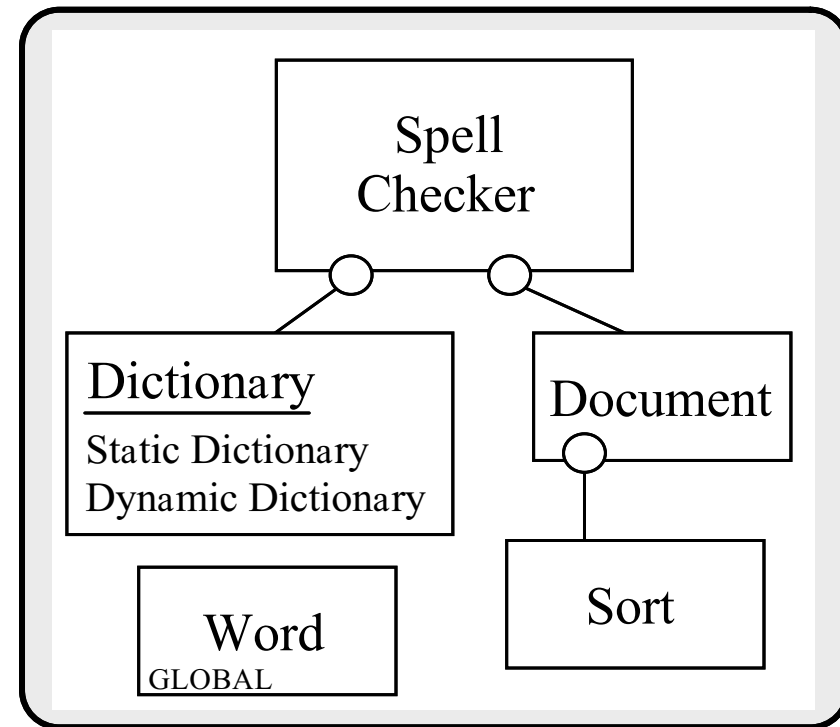 Spell
Checker
Dictionary
Static Dictionary
Dynamic Dictionary
Document
Word
GLOBAL
Sort